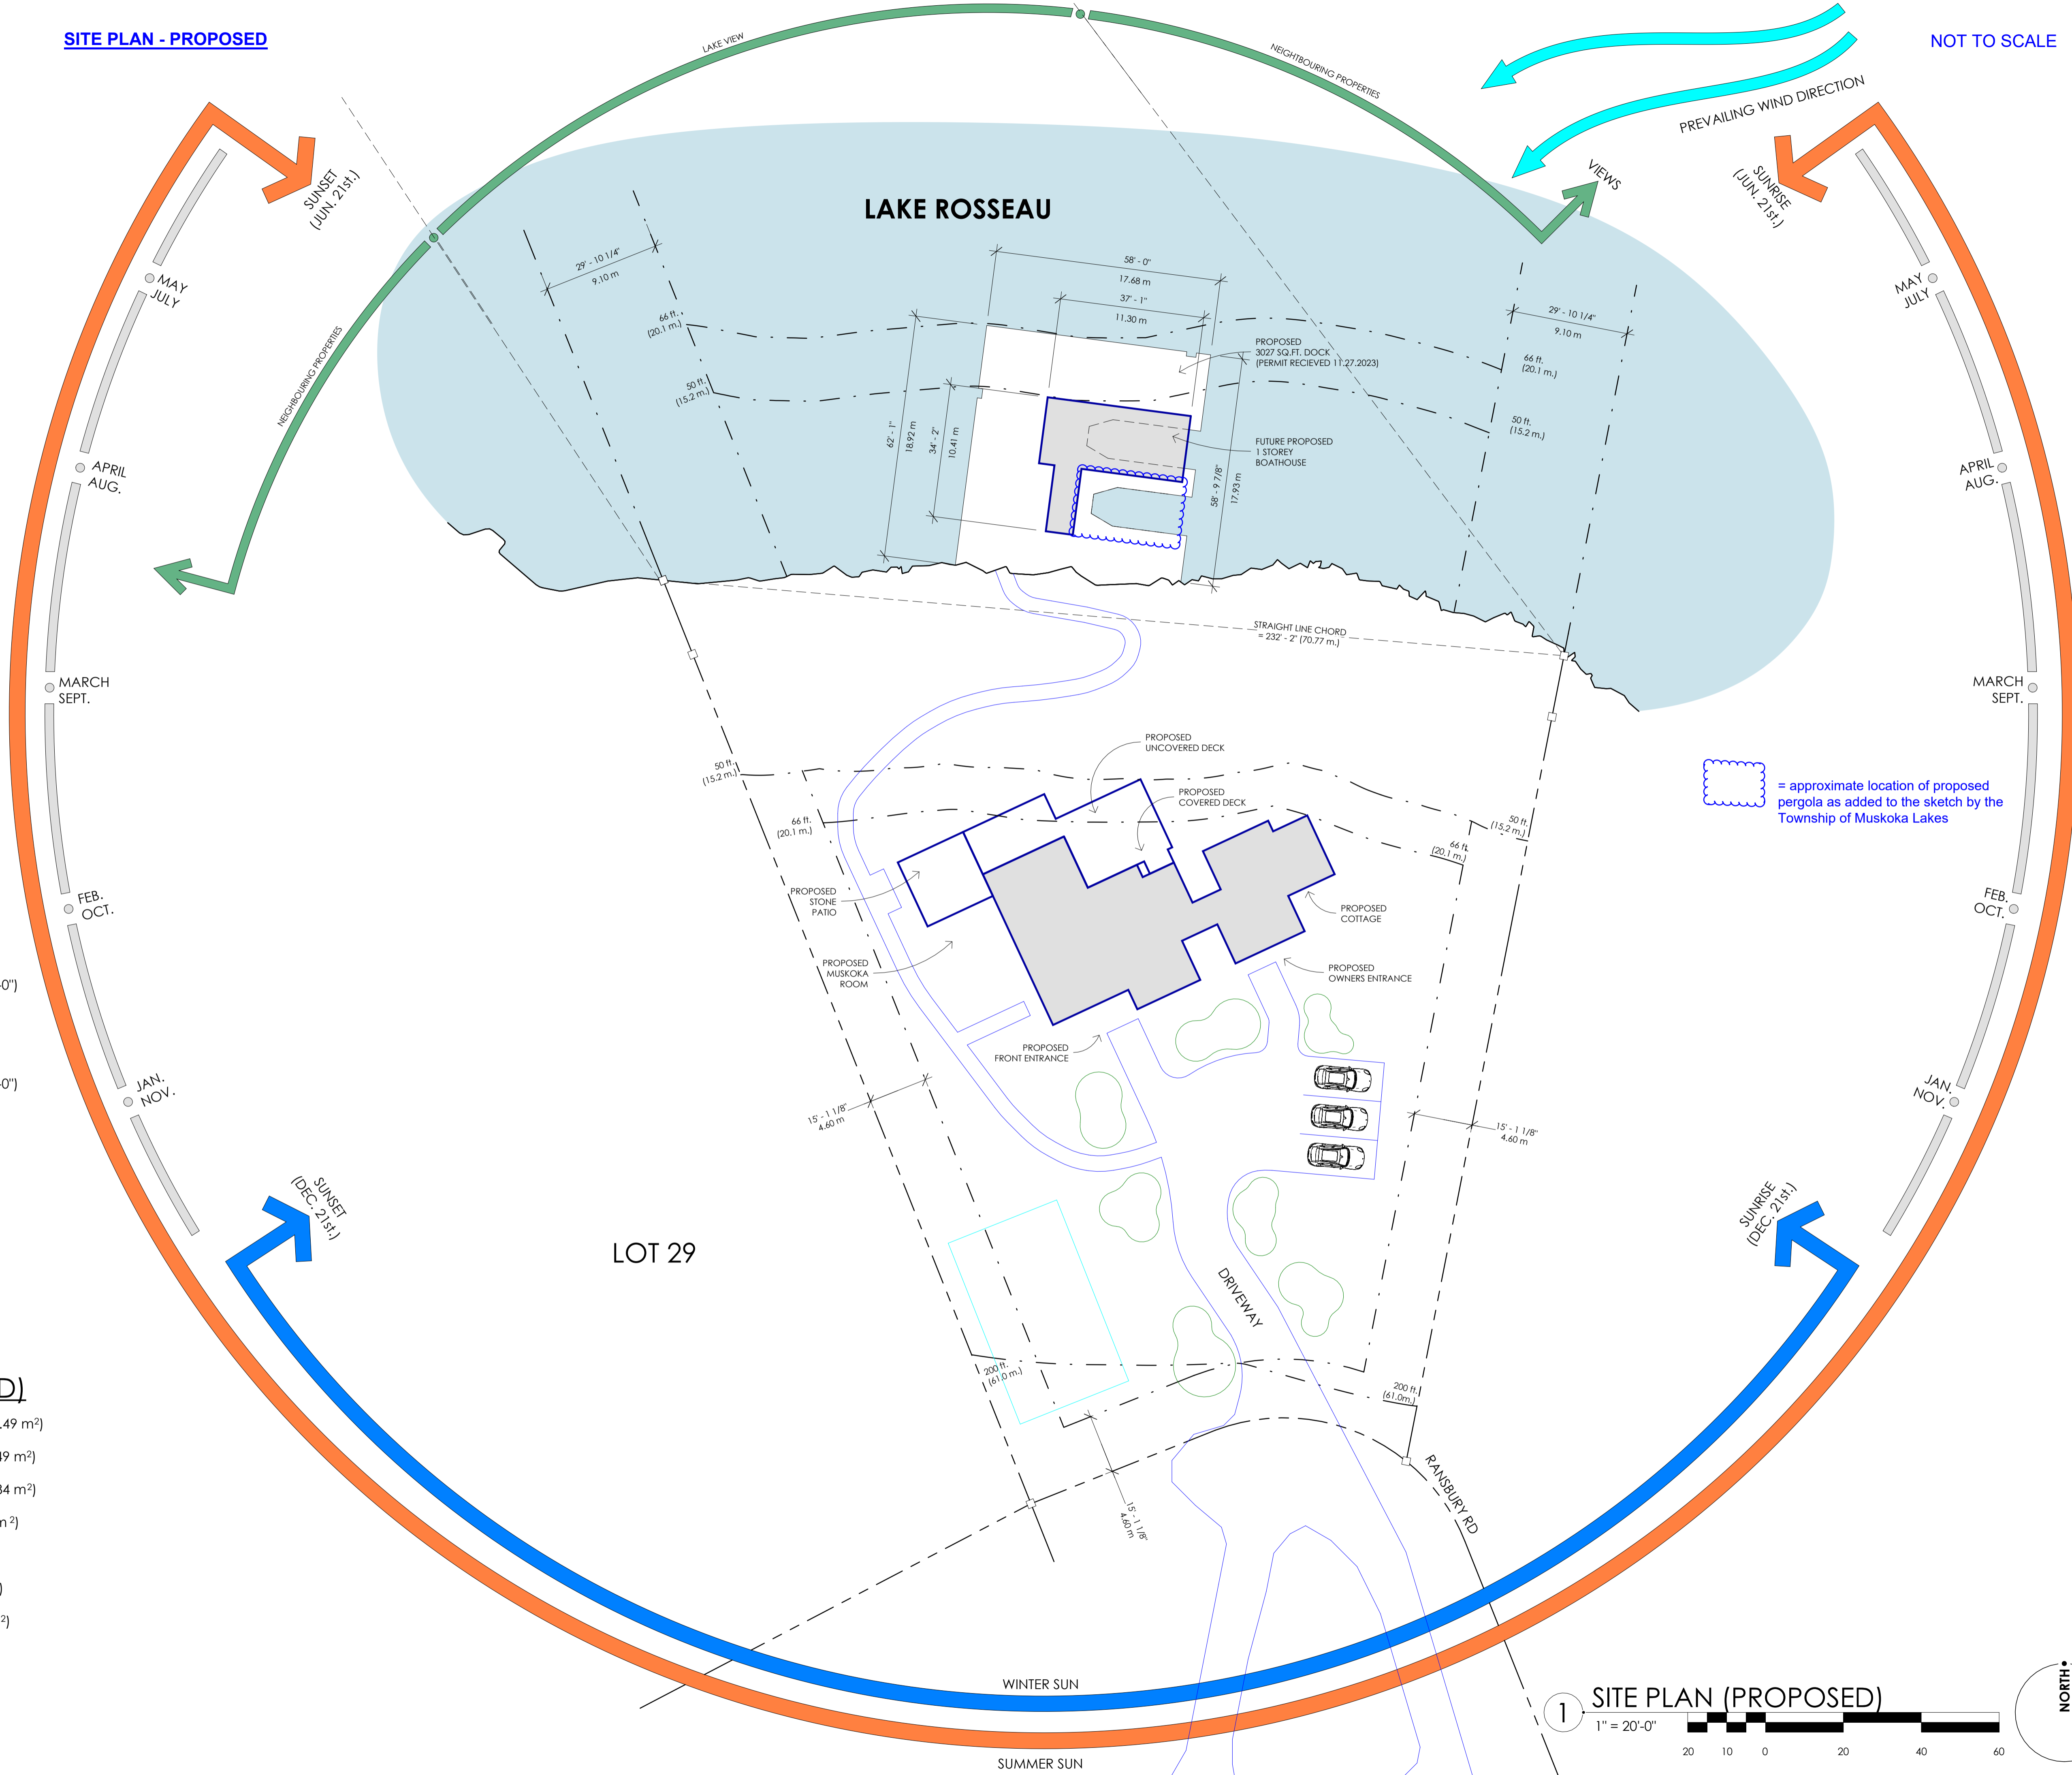 SITE PLAN - PROPOSED
NOT TO SCALE
LAKE VIEW
NEIGHTBOURING PROPERTIES
PREVAILING WIND DIRECTION
VIEWS
SUNSET
(JUN. 21st.)
SUNRISE
(JUN. 21st.)
LAKE ROSSEAU
NEIGHBOURING PROPERTIES
29' - 10 1/4"
9.10 m
58' - 0"
17.68 m
37' - 1"
11.30 m
29' - 10 1/4"
9.10 m
MAY
JULY
MAY
JULY
66 ft.
(20.1 m.)
50 ft.
(15.2 m.)
PROPOSED
3027 SQ.FT. DOCK
(PERMIT RECIEVED 11.27.2023)
66 ft.
(20.1 m.)
50 ft.
(15.2 m.)
62' - 1"
18.92 m
34' - 2"
10.41 m
FUTURE PROPOSED
1 STOREY
BOATHOUSE
58' - 9 7/8"
17.93 m
APRIL
AUG.
APRIL
AUG.
STRAIGHT LINE CHORD
= 232' - 2" (70.77 m.)
MARCH
SEPT.
MARCH
SEPT.
PROPOSED
UNCOVERED DECK
50 ft.
(15.2 m.)
PROPOSED
COVERED DECK
= approximate location of proposed
pergola as added to the sketch by the
Township of Muskoka Lakes
66 ft.
(20.1 m.)
50 ft.
(15.2 m.)
66 ft.
(20.1 m.)
PROPOSED
STONE
PATIO
PROPOSED
COTTAGE
FEB.
OCT.
FEB.
OCT.
PROPOSED
MUSKOKA
ROOM
PROPOSED
OWNERS ENTRANCE
-0")
PROPOSED
FRONT ENTRANCE
-0")
JAN.
NOV.
JAN.
NOV.
15' - 1 1/8"
4.60 m
15' - 1 1/8"
4.60 m
SUNSET
(DEC. 21st.)
SUNRISE
(DEC. 21st.)
LOT 29
DRIVEWAY
200 ft.
(61.0 m.)
200 ft.
(61.0m.)
D)
.49 m²)
49 m²)
34 m²)
m²)
)
²)
15' - 1 1/8"
4.60 m
RANSBURY RD
WINTER SUN
SUMMER SUN
1
SITE PLAN (PROPOSED)
1" = 20'-0"
20 10 0 20 40 60
NORTH